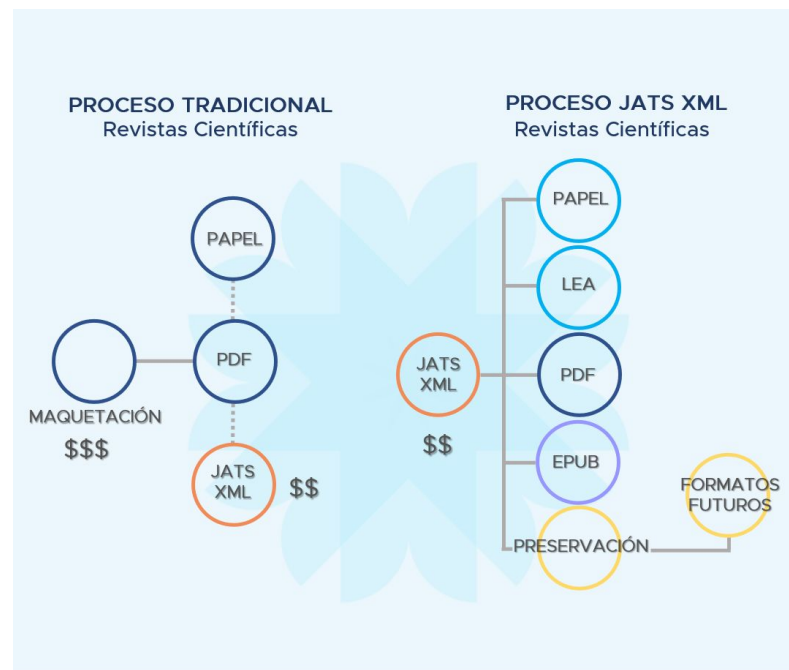 PROCESO TRADICIONAL
Revistas Científicas
PAPEL
PDF
MAQUETACIÓN
$$$
JATS
XML
$$
PROCESO JATS XML
Revistas Científicas
PAPEL
LEA
JATS
XML
$$
PDF
EPUB
FORMATOS
FUTUROS
PRESERVACIÓN